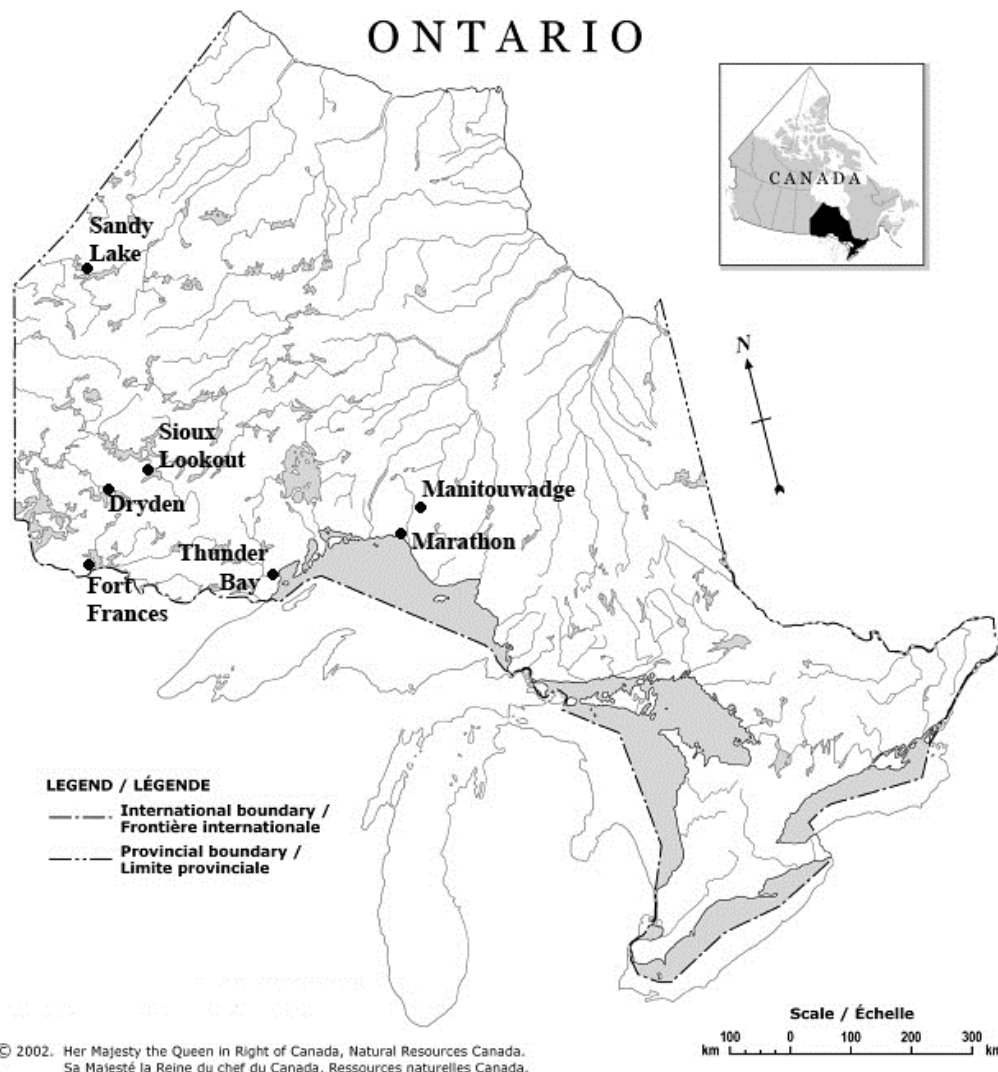 ONTARIO
CANADA
N
Sandy
Lake
Sioux
Lookout
Dryden
Manitouwadge
Marathon
Thunder
Bay
Fort
Frances
LEGEND / LÉGENDE
International boundary /
Frontière internationale
Provincial boundary /
Limite provinciale
Scale / Échelle
km 100 0 100 200 300 km
© 2002. Her Majesty the Queen in Right of Canada, Natural Resources Canada.
Sa Majesté la Reine du chef du Canada, Ressources naturelles Canada.